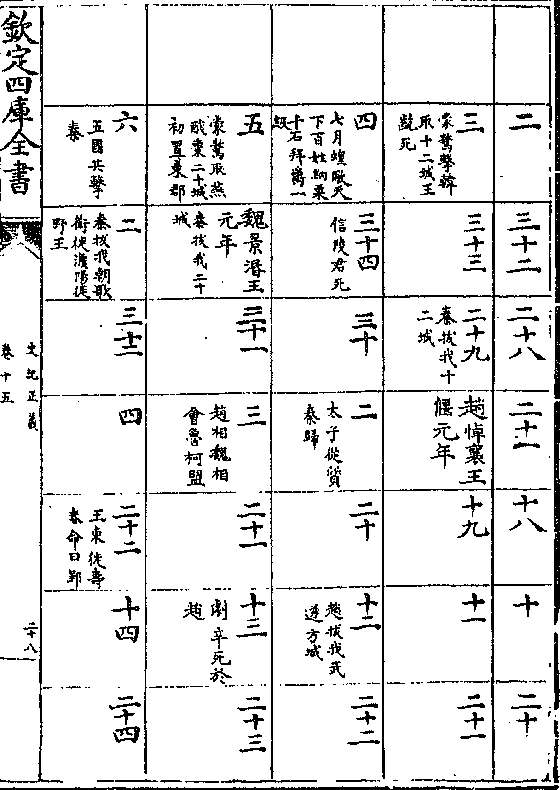 二
三十二
二十八
二十一
十八
十
二十
三
蒙驁擊韓
取十二城王
齮死
三十三
二十九
秦拔我十
二城
趙悼襄王
偃元年
十九
十一
二十一
四
七月蝗蔽天
下百姓納粟
千石拜爵一
級
三十四
信陵君死
三十
二
太子從質
秦歸
二十
十二
趙拔我武
遂方城
二十二
五
蒙驁取燕
酸棗二十城
初置東郡
魏景湣王
元年
秦拔我二十
城
三十一
三
趙相魏相
會魯柯盟
二十一
十三
劇辛死於
趙
二十三
六
五國共擊
秦
二
秦拔我朝歌
衛從濮陽徙
野王
三十二
四
二十二
王東徙壽
春命曰郢
十四
二十四
欽定四庫全書
史記正義
卷十五
二十八